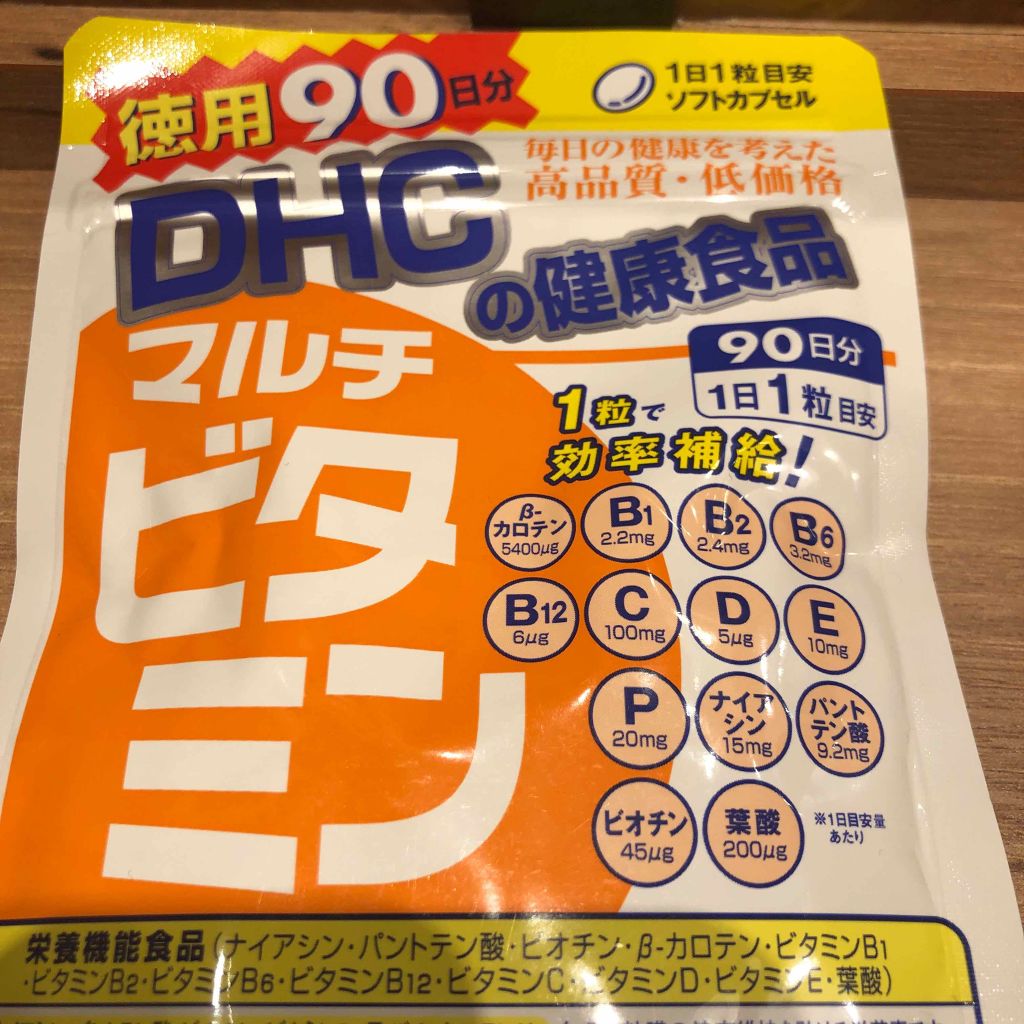 徳用90日分
1日1粒目安
ソフトカプセル
毎日の健康を考えた
高品質・低価格
DHC
の健康食品
マルチ
ビタ
ミン
90日分
1日1粒目安
1粒で
効率補給!
β-
カロテン
5400μg
B1
2.2mg
B2
2.4mg
B6
3.2mg
B12
6μg
C
100mg
D
5μg
E
10mg
P
20mg
ナイア
シン
15mg
パント
テン酸
9.2mg
ビオチン
45μg
葉酸
200μg
※1日目安量
あたり
栄養機能食品(ナイアシン・パントテン酸・ビオチン・β-カロテン・ビタミンB1
・ビタミンB2・ビタミンB6・ビタミンB12・ビタミンC・ビタミンD・ビタミンE・葉酸)